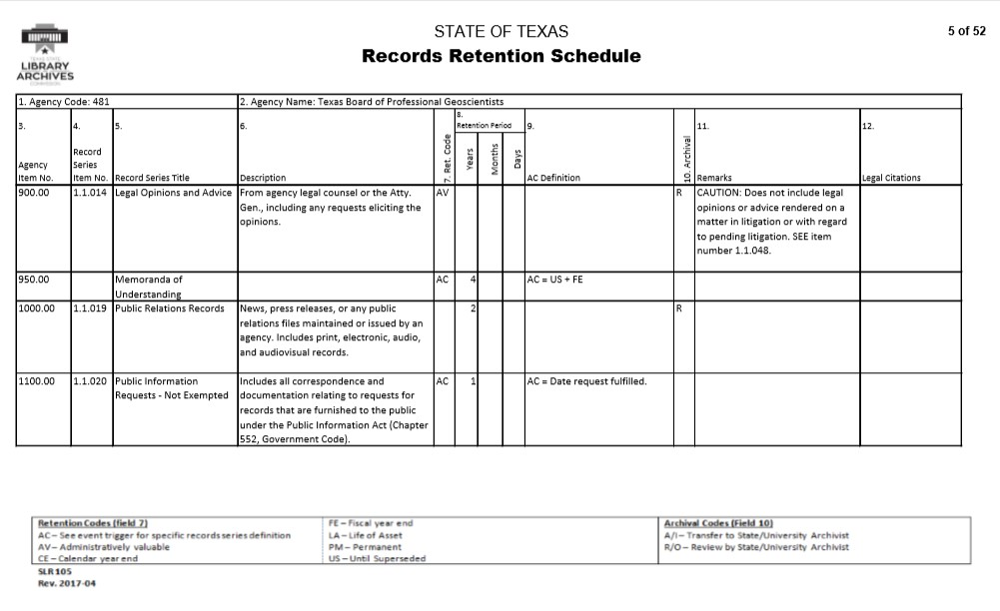 STATE OF TEXAS
5 of 52
Records Retention Schedule
LIBRARY
ARCHIVES
1. Agency Code: 481
2. Agency Name: Texas Board of Professional Geoscientists
3.
Agency
Item No.
4.
Record
Series
Item No.
5.
Record Series Title
6.
Description
7. Ret. Code
8.
Retention Period
Years
Months
Days
9.
AC Definition
10. Archival
11.
Remarks
12.
Legal Citations
900.00
1.1.014
Legal Opinions and Advice
From agency legal counsel or the Atty.
Gen., including any requests eliciting the
opinions.
AV
R
CAUTION: Does not include legal
opinions or advice rendered on a
matter in litigation or with regard
to pending litigation. SEE item
number 1.1.048.
950.00
Memoranda of
Understanding
AC
4
AC = US + FE
1000.00
1.1.019
Public Relations Records
News, press releases, or any public
relations files maintained or issued by an
agency. Includes print, electronic, audio,
and audiovisual records.
2
R
1100.00
1.1.020
Public Information
Requests - Not Exempted
Includes all correspondence and
documentation relating to requests for
records that are furnished to the public
under the Public Information Act (Chapter
552, Government Code).
AC
1
AC = Date request fulfilled.
Retention Codes (field 7)
AC – See event trigger for specific records series definition
AV – Administratively valuable
CE – Calendar year end
FE – Fiscal year end
LA – Life of Asset
PM – Permanent
US – Until Superseded
Archival Codes (Field 10)
A/I – Transfer to State/University Archivist
R/O – Review by State/University Archivist
SLR 105
Rev. 2017-04